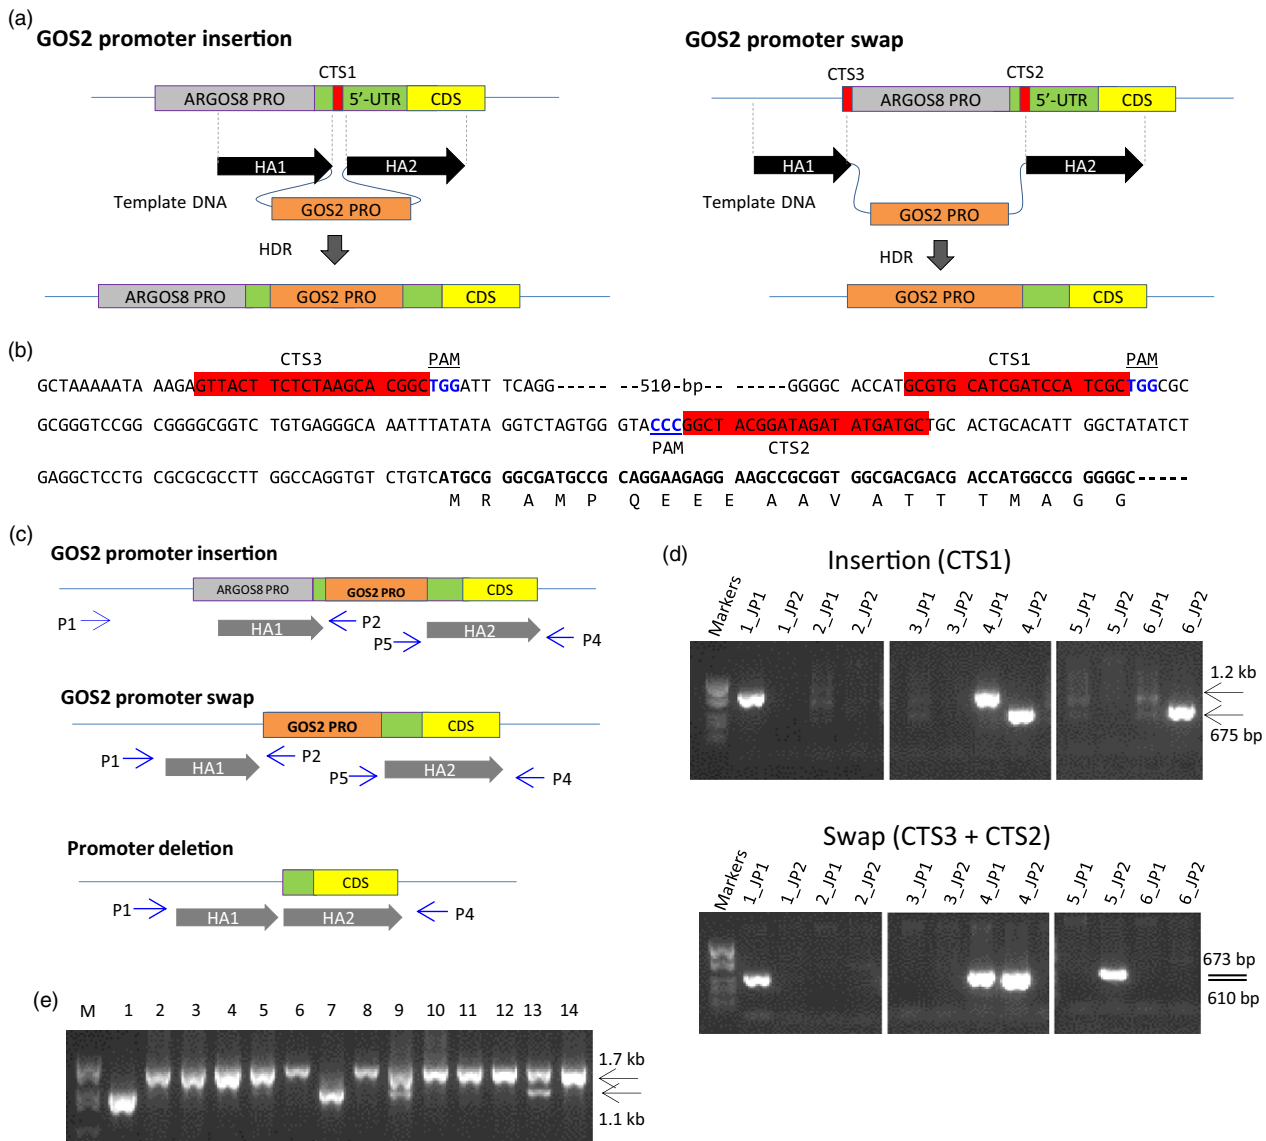 (a)
GOS2 promoter insertion
GOS2 promoter swap
CTS1
ARGOS8 PRO 5’-UTR CDS
HA1 HA2
Template DNA
GOS2 PRO
HDR
ARGOS8 PRO GOS2 PRO CDS
CTS3 CTS2
ARGOS8 PRO 5’-UTR CDS
HA1 HA2
Template DNA
GOS2 PRO
HDR
GOS2 PRO CDS
(b)
CTS3 PAM CTS1 PAM
GCTAAAAATA AAGAGTTACTT TCTCTAAGCA CGGCTGGATT TCAGG------ --510-bp-- ------GGGGC ACCATGCGTGC ATCGATCCA TCGCTGGCGC
GCGGGTCCGG CGGGGCGGTC TGTGAGGGCA AATTTATATA GGTCTAGTGG GTACCCGGCT ACGGATAGAT ATGATGCTGC ACTGCACATT GGCTATATCT
PAM CTS2
GAGGCTCCTG CGCGCGCCTT GGCCAGGTGT CTGTCATGCG GGCGATGCCG CAGGAAGAGG AAGCCGCGGT GGCGACGACG ACCATGGCCG GGGGC-----
M R A M P Q E E E A A V A T T T M A G G
(c)
GOS2 promoter insertion
ARGOS8 PRO GOS2 PRO CDS
P1 HA1 P2 P5 HA2 P4
GOS2 promoter swap
GOS2 PRO CDS
P1 HA1 P2 P5 HA2 P4
Promoter deletion
CDS
P1 HA1 HA2 P4
(d)
Insertion (CTS1)
Markers 1_JP1 1_JP2 2_JP1 2_JP2 3_JP1 3_JP2 4_JP1 4_JP2 5_JP1 5_JP2 6_JP1 6_JP2
1.2 kb
675 bp
Swap (CTS3 + CTS2)
Markers 1_JP1 1_JP2 2_JP1 2_JP2 3_JP1 3_JP2 4_JP1 4_JP2 5_JP1 5_JP2 6_JP1 6_JP2
673 bp
610 bp
(e)
M 1 2 3 4 5 6 7 8 9 10 11 12 13 14
1.7 kb
1.1 kb